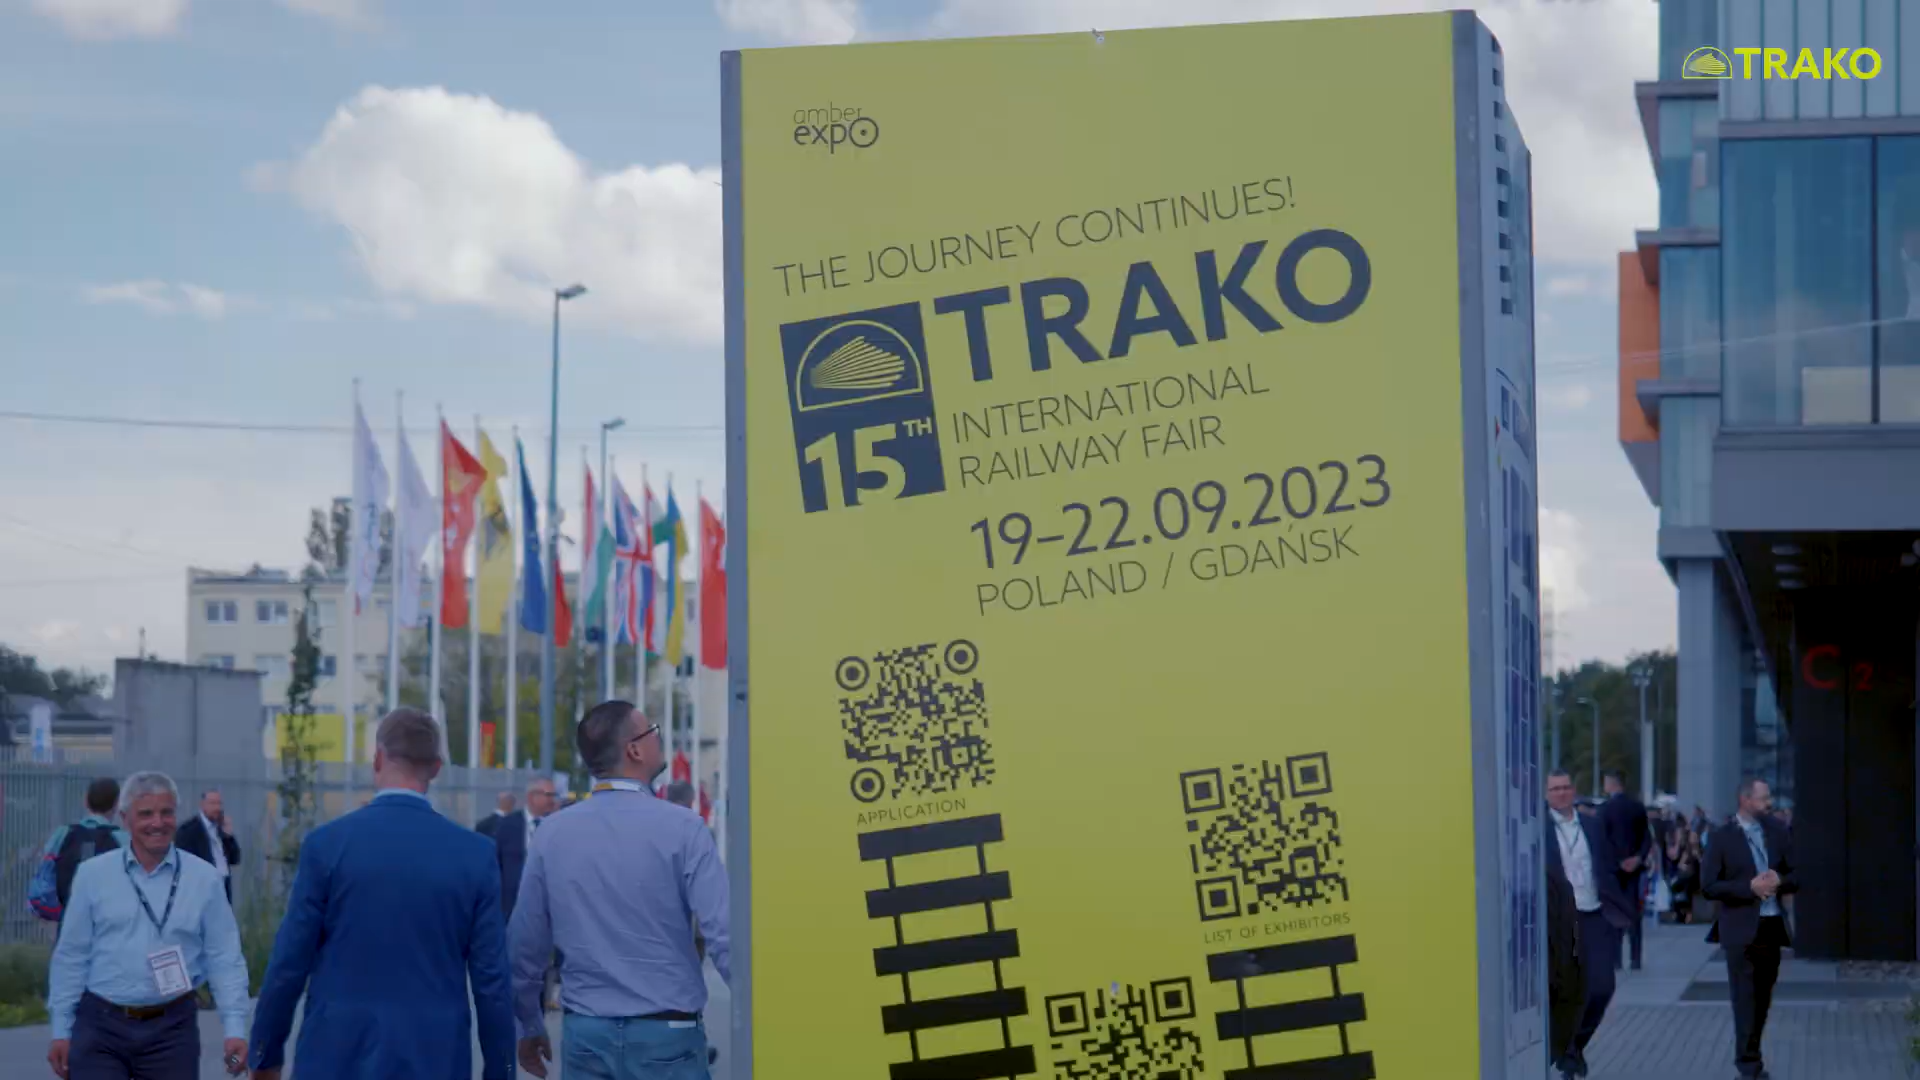 TRAKO
amber
expo
THE JOURNEY CONTINUES!
TRAKO
15TH
INTERNATIONAL
RAILWAY FAIR
19–22.09.2023
POLAND / GDAŃSK
APPLICATION
LIST OF EXHIBITORS
C 2